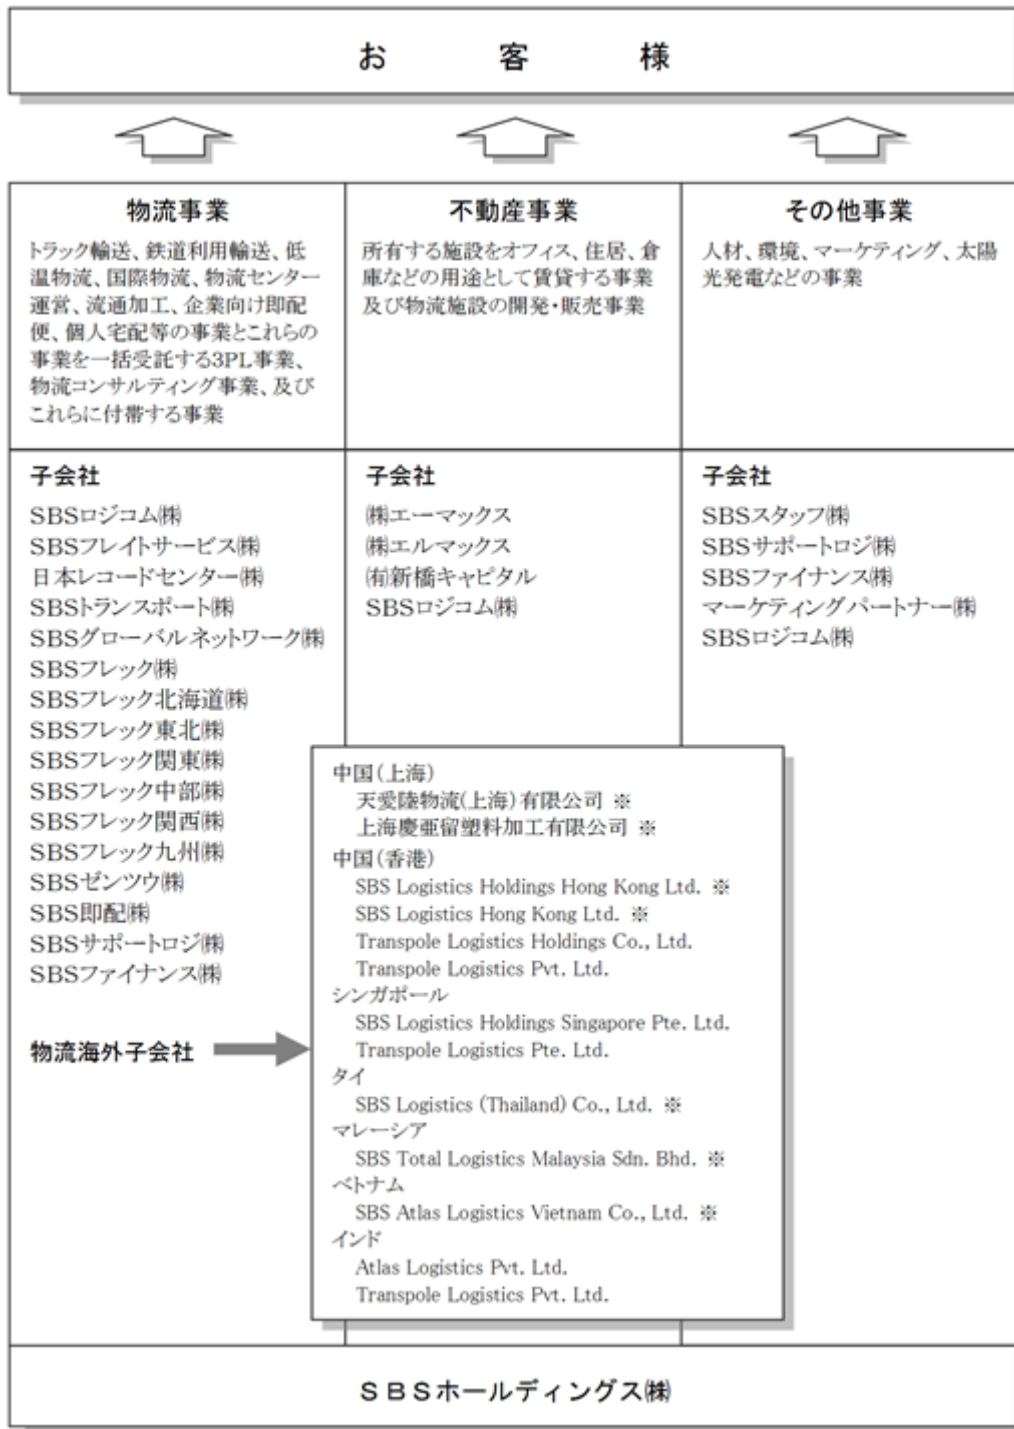 お客様
物流事業
トラック輸送、鉄道利用輸送、低
温物流、国際物流、物流センター
運営、流通加工、企業向け即配
便、個人宅配等の事業とこれらの
事業を一括受託する3PL事業、
物流コンサルティング事業、及び
これらに付帯する事業
不動産事業
所有する施設をオフィス、住居、倉
庫などの用途として賃貸する事業
及び物流施設の開発・販売事業
その他事業
人材、環境、マーケティング、太陽
光発電などの事業
子会社
SBSロジコム㈱
SBSフレイトサービス㈱
日本レコードセンター㈱
SBSトランスポート㈱
SBSグローバルネットワーク㈱
SBSフレック㈱
SBSフレック北海道㈱
SBSフレック東北㈱
SBSフレック関東㈱
SBSフレック中部㈱
SBSフレック関西㈱
SBSフレック九州㈱
SBSゼンツウ㈱
SBS即配㈱
SBSサポートロジ㈱
SBSファイナンス㈱
物流海外子会社
子会社
㈱エーマックス
㈱エルマックス
㈲新橋キャピタル
SBSロジコム㈱
子会社
SBSスタッフ㈱
SBSサポートロジ㈱
SBSファイナンス㈱
マーケティングパートナー㈱
SBSロジコム㈱
中国(上海)
天愛陸物流(上海)有限公司 ※
上海慶亜留塑料加工有限公司 ※
中国(香港)
SBS Logistics Holdings Hong Kong Ltd. ※
SBS Logistics Hong Kong Ltd. ※
Transpole Logistics Holdings Co., Ltd.
Transpole Logistics Pvt. Ltd.
シンガポール
SBS Logistics Holdings Singapore Pte. Ltd.
Transpole Logistics Pte. Ltd.
タイ
SBS Logistics (Thailand) Co., Ltd. ※
マレーシア
SBS Total Logistics Malaysia Sdn. Bhd. ※
ベトナム
SBS Atlas Logistics Vietnam Co., Ltd. ※
インド
Atlas Logistics Pvt. Ltd.
Transpole Logistics Pvt. Ltd.
ＳＢＳホールディングス㈱